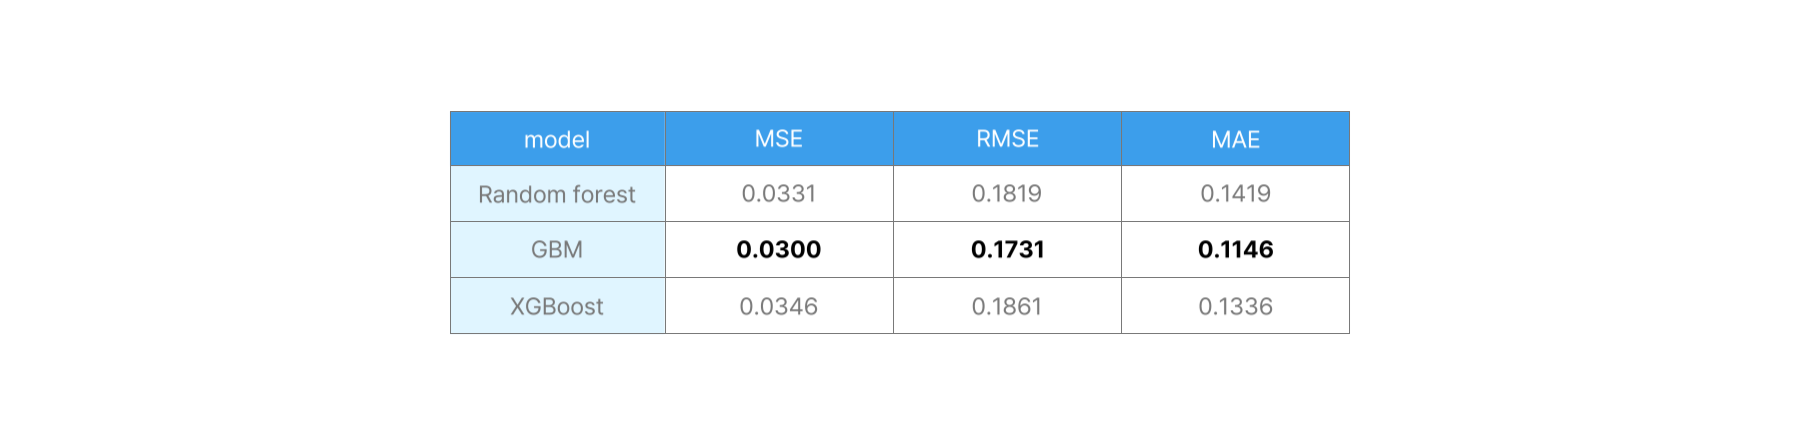 model MSE RMSE MAE
Random forest 0.0331 0.1819 0.1419
GBM 0.0300 0.1731 0.1146
XGBoost 0.0346 0.1861 0.1336